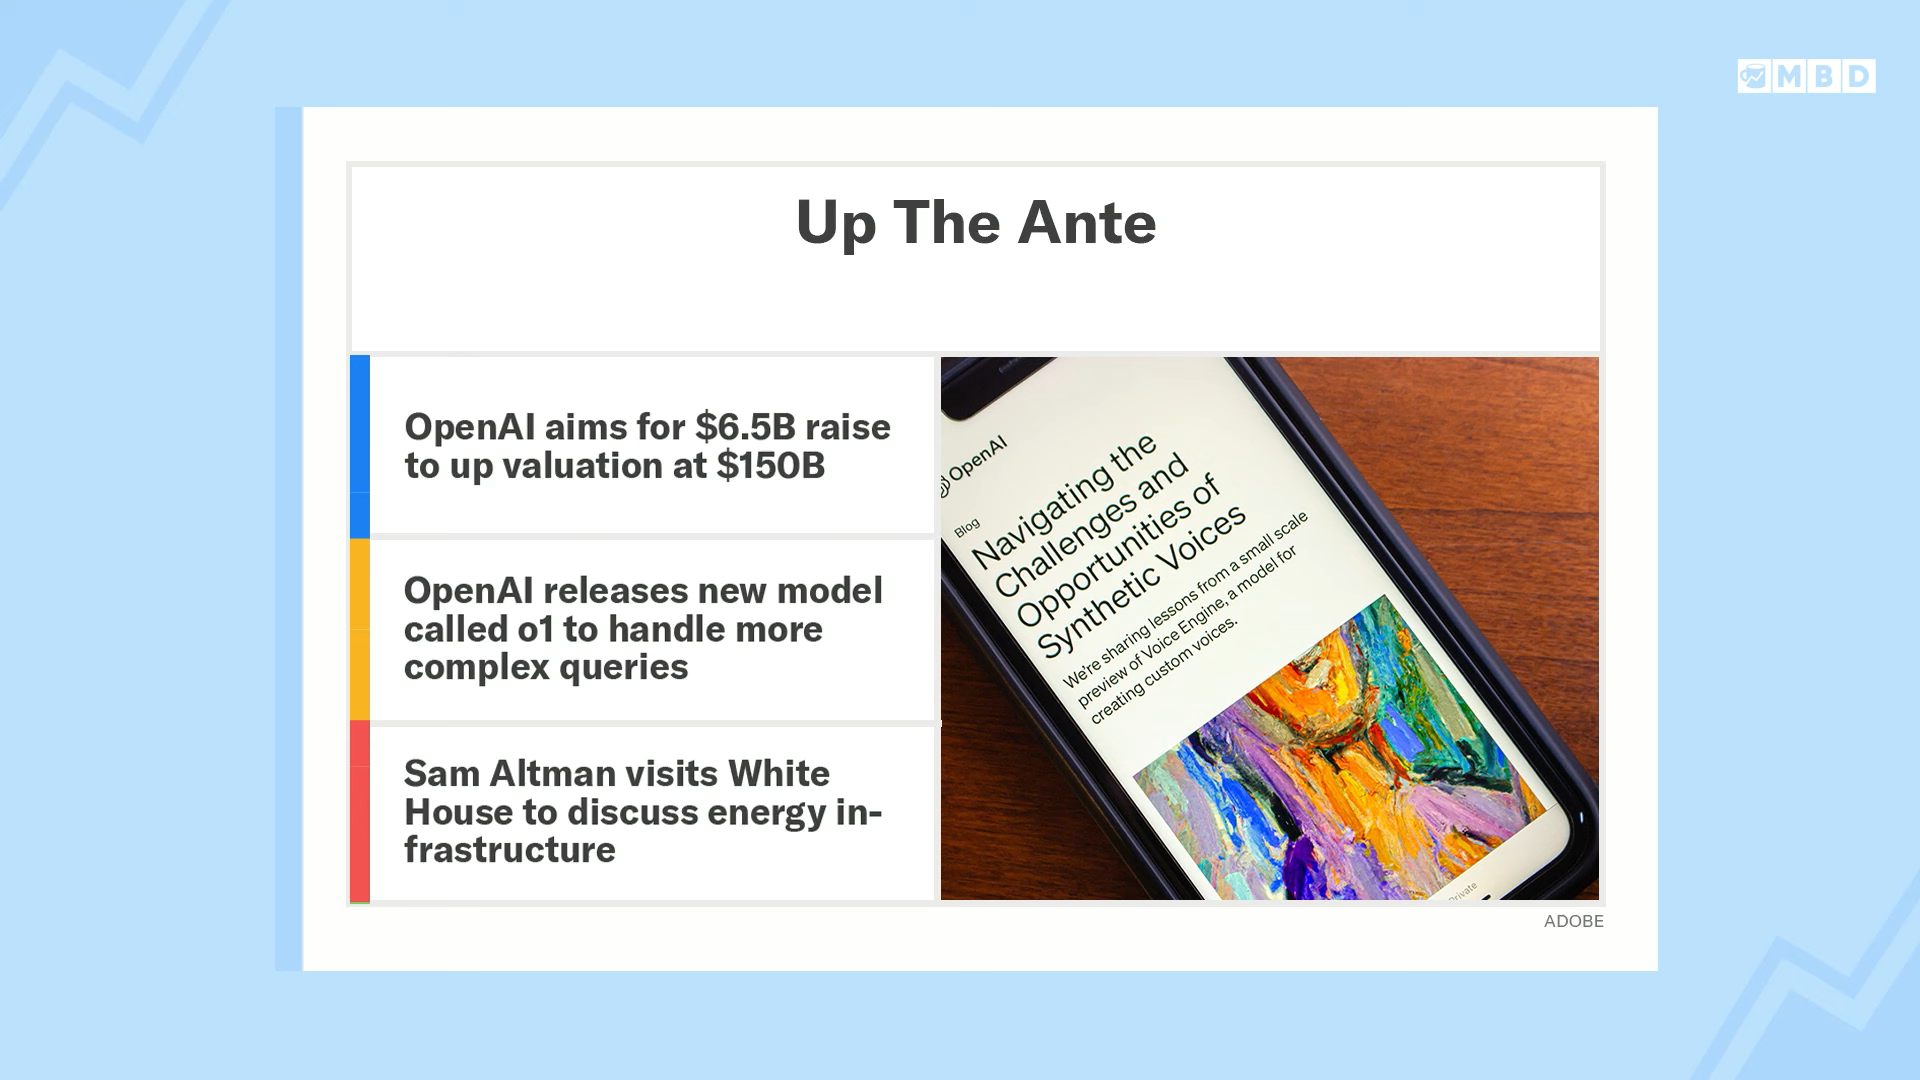 MBD
Up The Ante
OpenAI aims for $6.5B raise
to up valuation at $150B
OpenAI releases new model
called o1 to handle more
complex queries
Sam Altman visits White
House to discuss energy in-
frastructure
OpenAI
Blog
Navigating the
Challenges and
Opportunities of
Synthetic Voices
We're sharing lessons from a small scale
preview of Voice Engine, a model for
creating custom voices.
Private
ADOBE